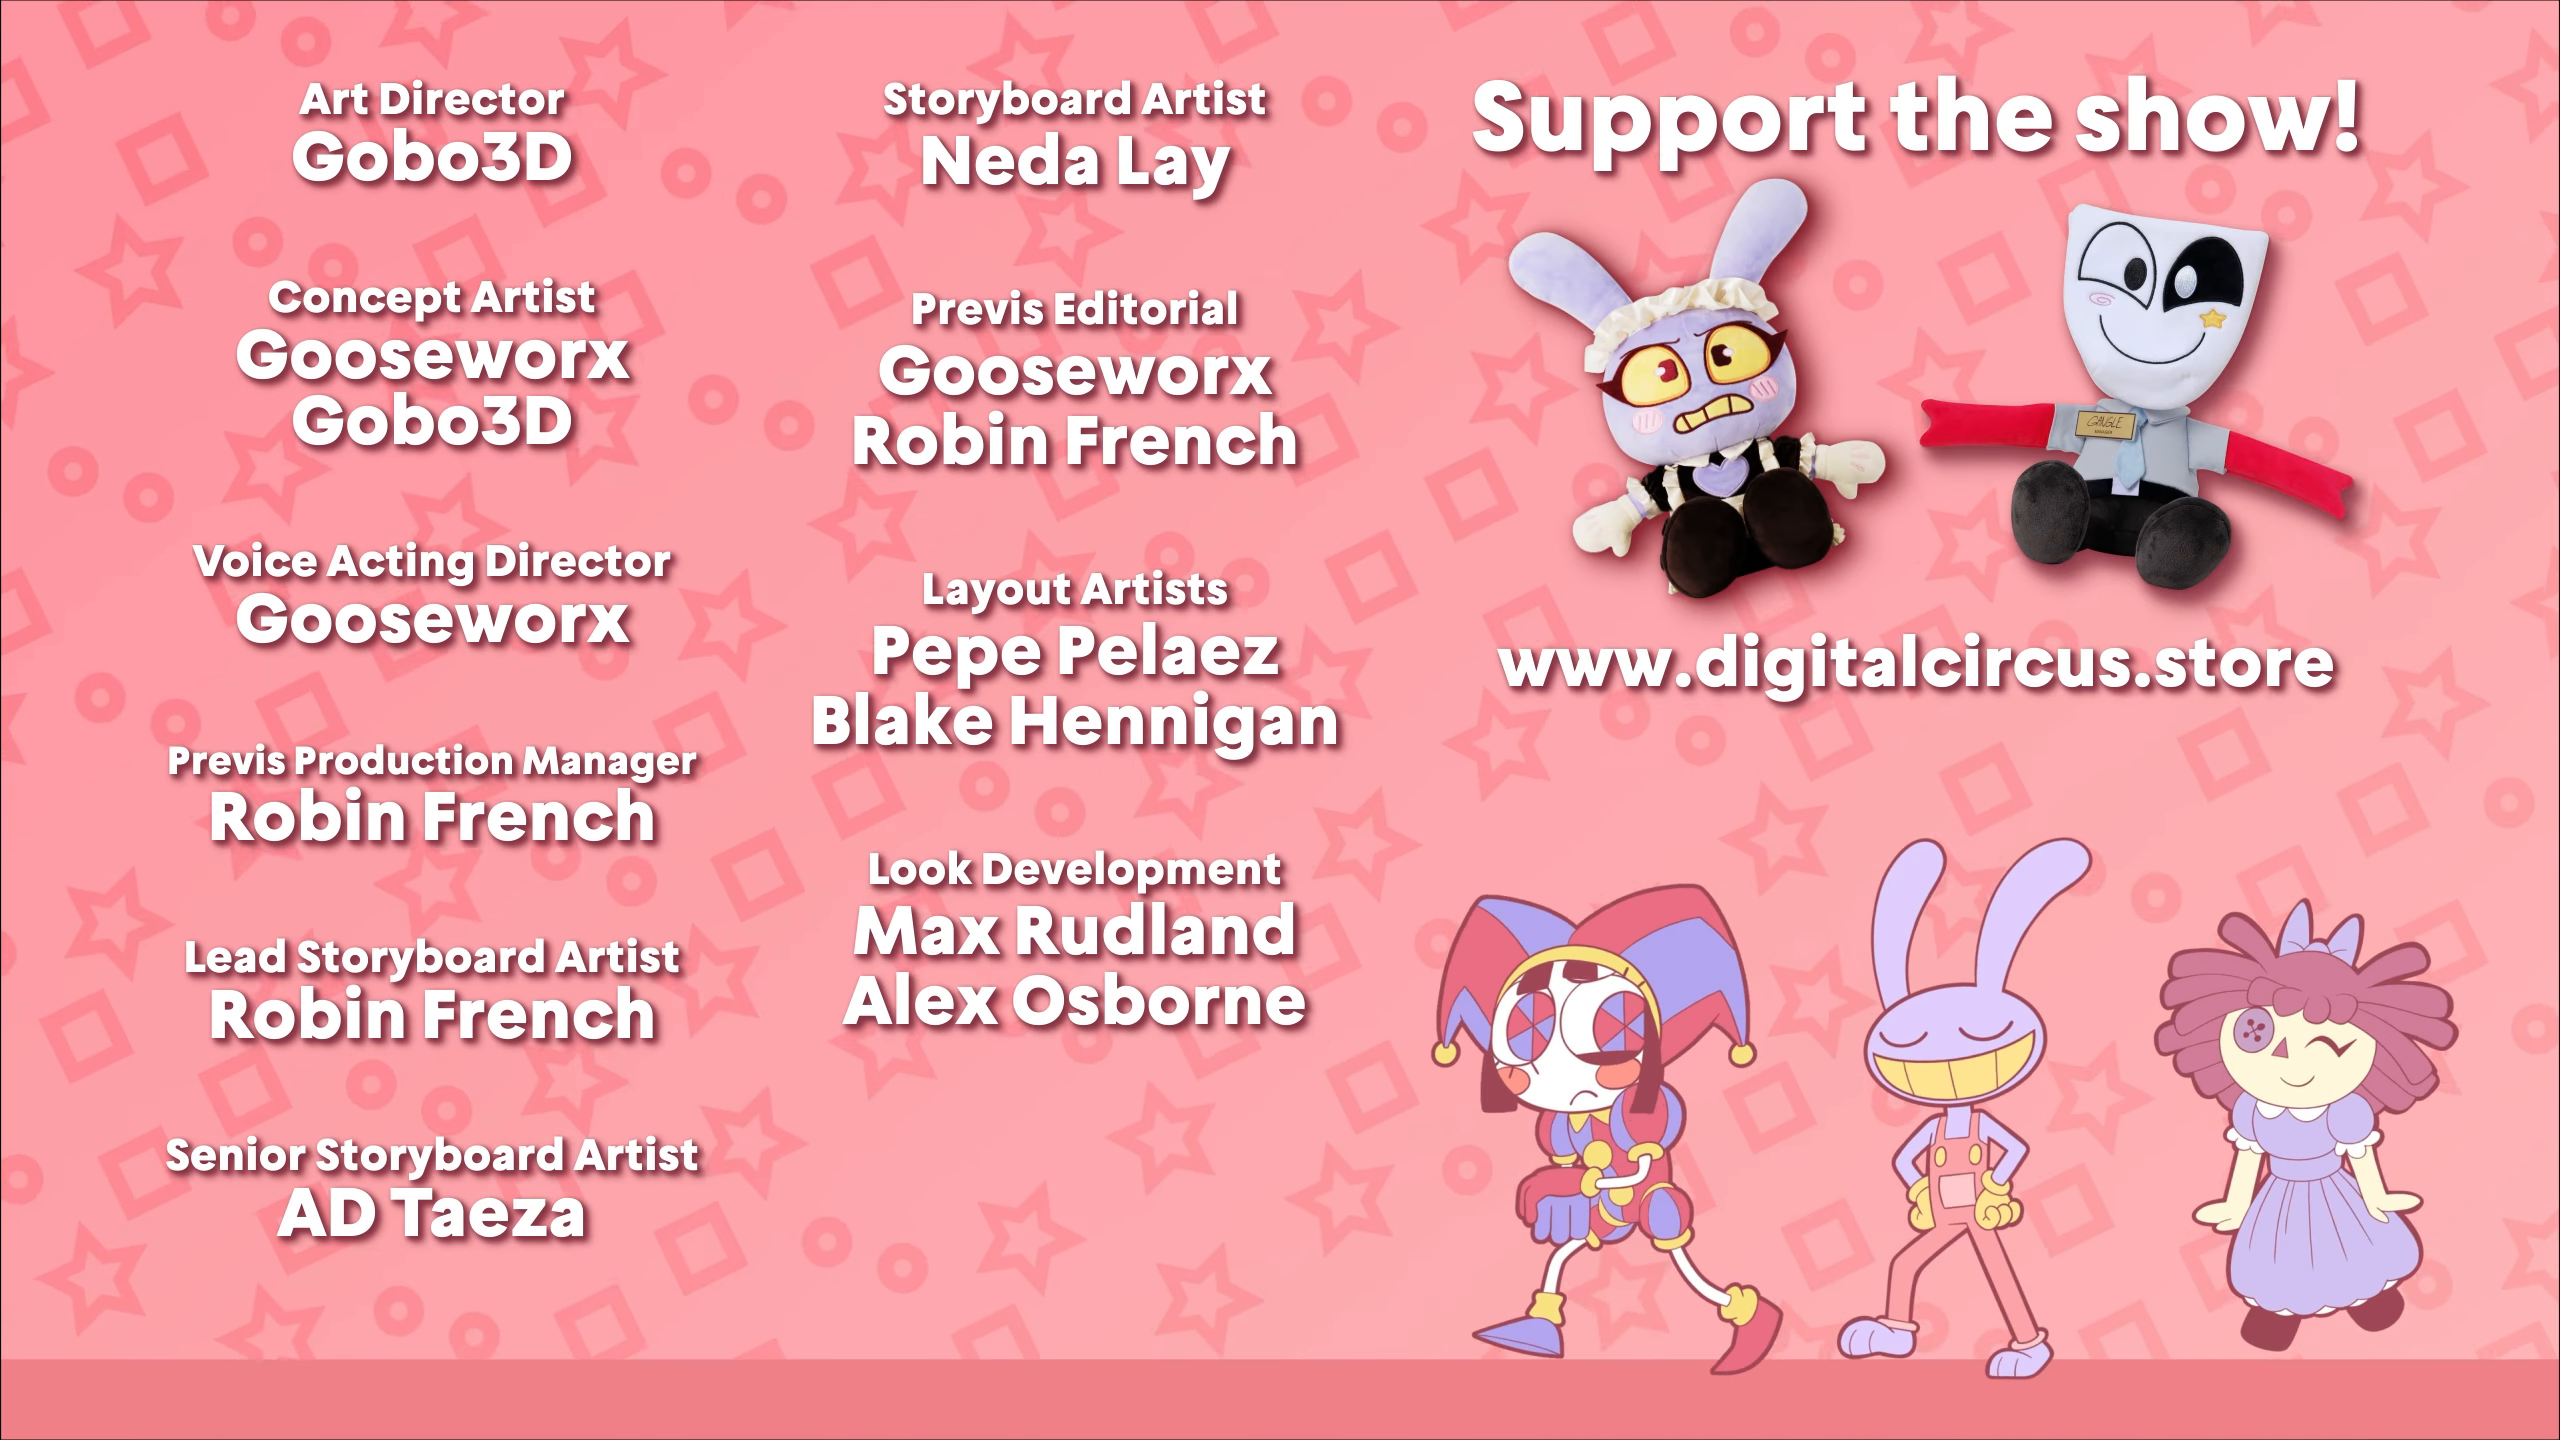 Art Director
Gobo3D
Concept Artist
Gooseworx
Gobo3D
Voice Acting Director
Gooseworx
Previs Production Manager
Robin French
Lead Storyboard Artist
Robin French
Senior Storyboard Artist
AD Taeza
Storyboard Artist
Neda Lay
Previs Editorial
Gooseworx
Robin French
Layout Artists
Pepe Pelaez
Blake Hennigan
Look Development
Max Rudland
Alex Osborne
Support the show!
GANGLE
MANAGER
www.digitalcircus.store